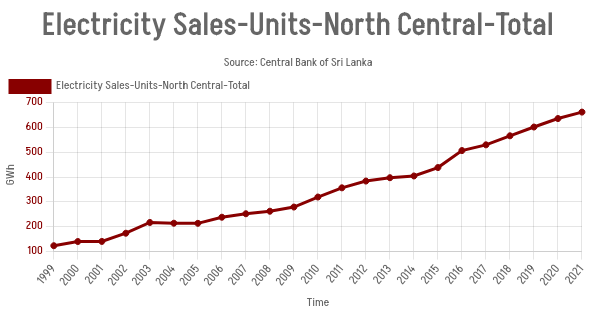 Electricity Sales-Units-North Central-Total
Source: Central Bank of Sri Lanka
Electricity Sales-Units-North Central-Total
700
600
500
400
300
200
100
GWh
1999 2000 2001 2002 2003 2004 2005 2006 2007 2008 2009 2010 2011 2012 2013 2014 2015 2016 2017 2018 2019 2020 2021
Time